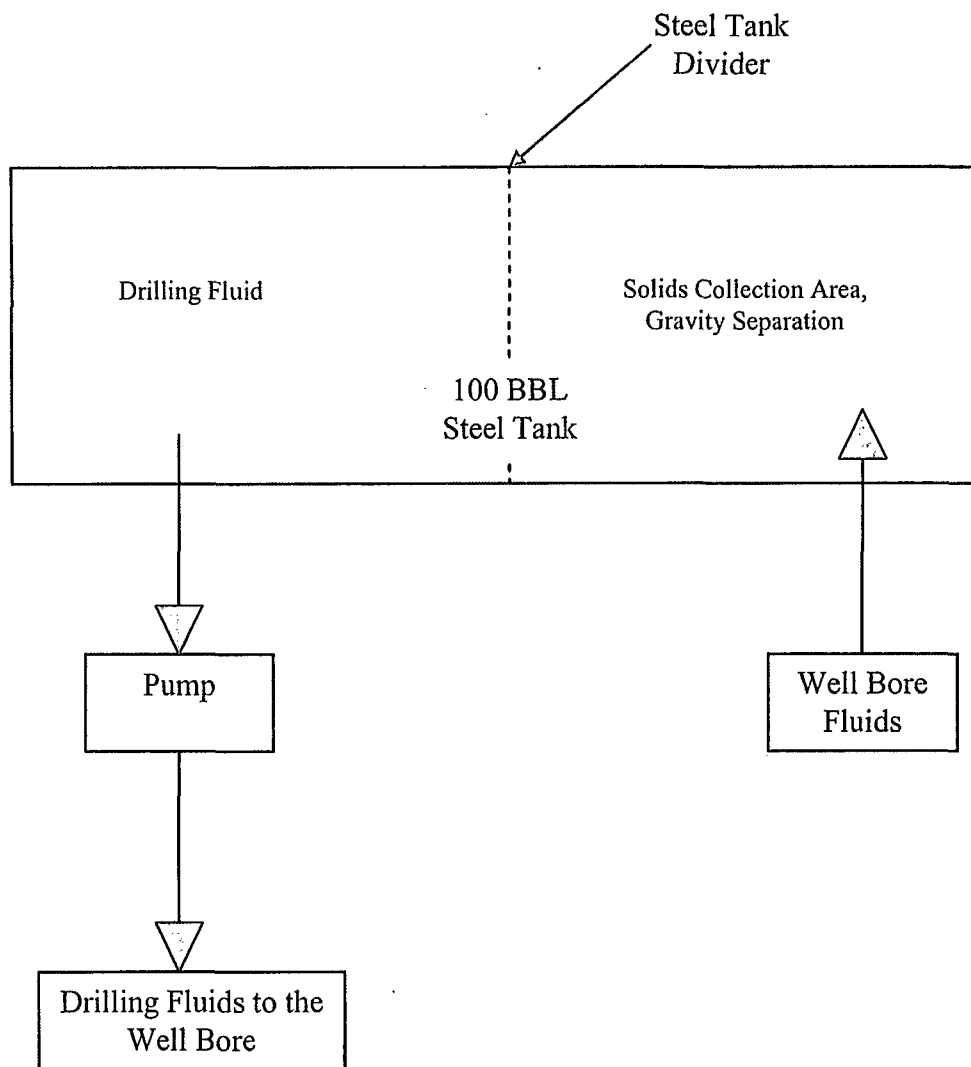 Steel Tank
Divider
Drilling Fluid
Solids Collection Area,
Gravity Separation
100 BBL
Steel Tank
Pump
Well Bore
Fluids
Drilling Fluids to the
Well Bore